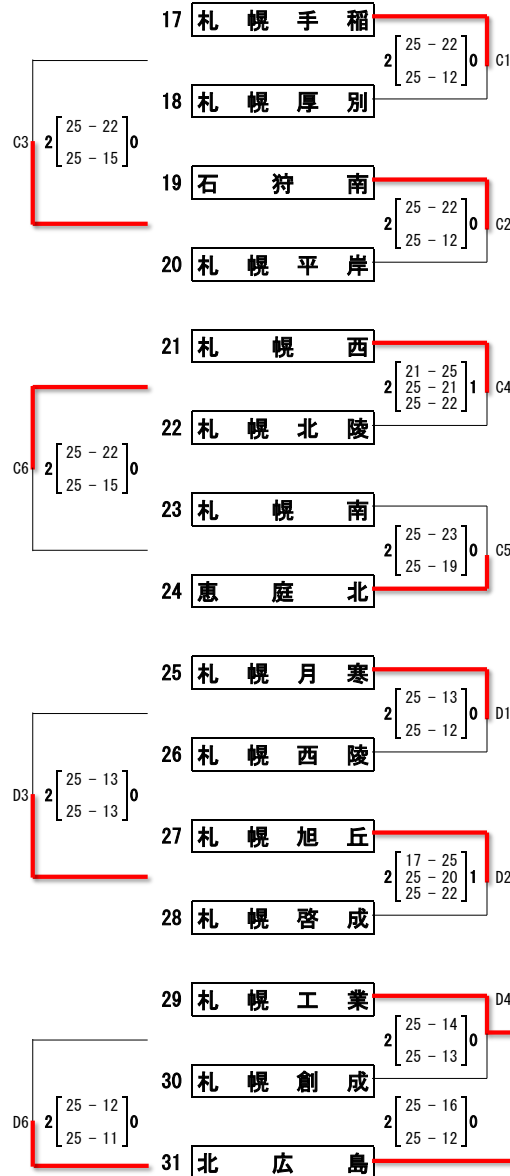 17 札幌手稲
2 25 - 22 0 C1
25 - 12
18 札幌厚別
C3 2 25 - 22 0
25 - 15
19 石狩南
2 25 - 22 0 C2
25 - 12
20 札幌平岸
21 札幌西
2 21 - 25 1 C4
25 - 21
25 - 22
22 札幌北陵
C6 2 25 - 22 0
25 - 15
23 札幌南
2 25 - 23 0 C5
25 - 19
24 恵庭北
25 札幌月寒
2 25 - 13 0 D1
25 - 12
26 札幌西陵
D3 2 25 - 13 0
25 - 13
27 札幌旭丘
2 17 - 25 1 D2
25 - 20
25 - 22
28 札幌啓成
29 札幌工業 D4
2 25 - 14 0
25 - 13
30 札幌創成
D6 2 25 - 12 0
25 - 11
2 25 - 16 0
25 - 12
31 北広島